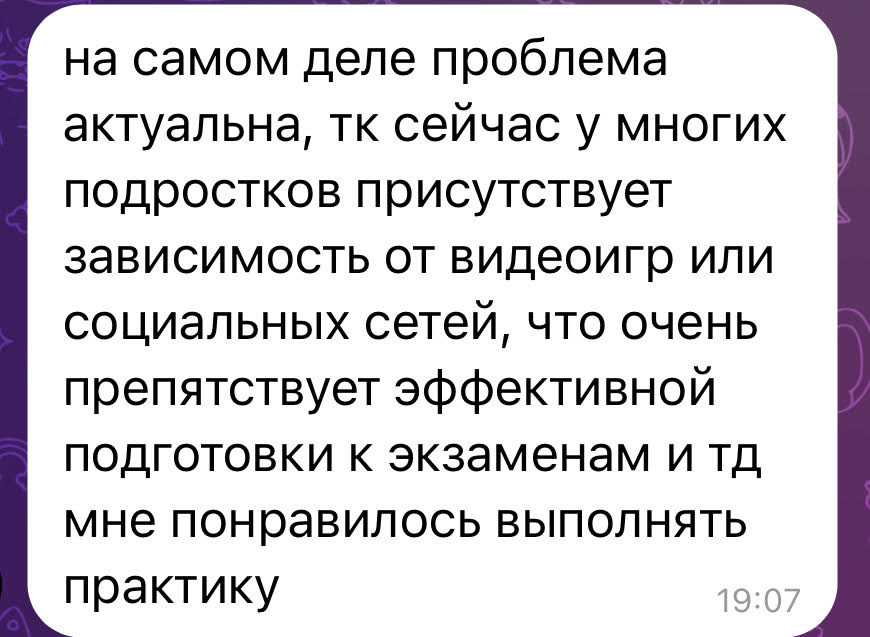 на самом деле проблема
актуальна, тк сейчас у многих
подростков присутствует
зависимость от видеоигр или
социальных сетей, что очень
препятствует эффективной
подготовки к экзаменам и тд
мне понравилось выполнять
практику
19:07